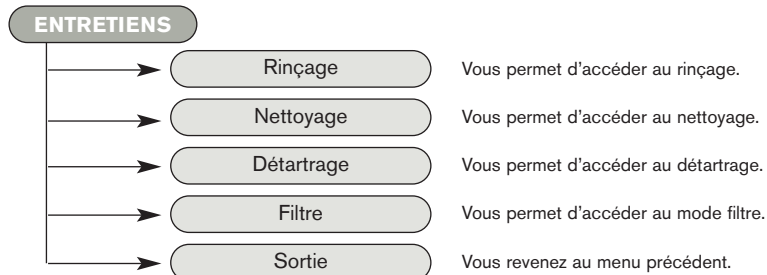 ENTRETIENS
Rinçage Vous permet d'accéder au rinçage.
Nettoyage Vous permet d'accéder au nettoyage.
Détartrage Vous permet d'accéder au détartrage.
Filtre Vous permet d'accéder au mode filtre.
Sortie Vous revenez au menu précédent.